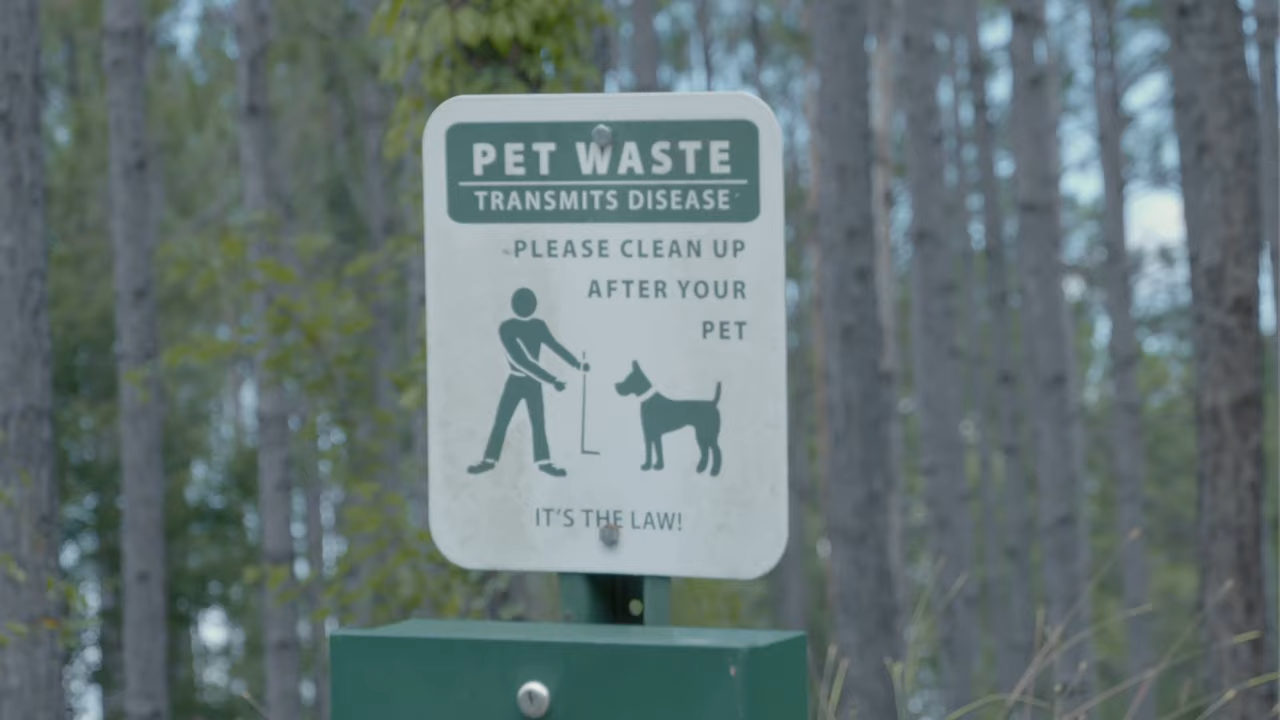 PET WASTE
TRANSMITS DISEASE
PLEASE CLEAN UP
AFTER YOUR
PET
IT'S THE LAW!